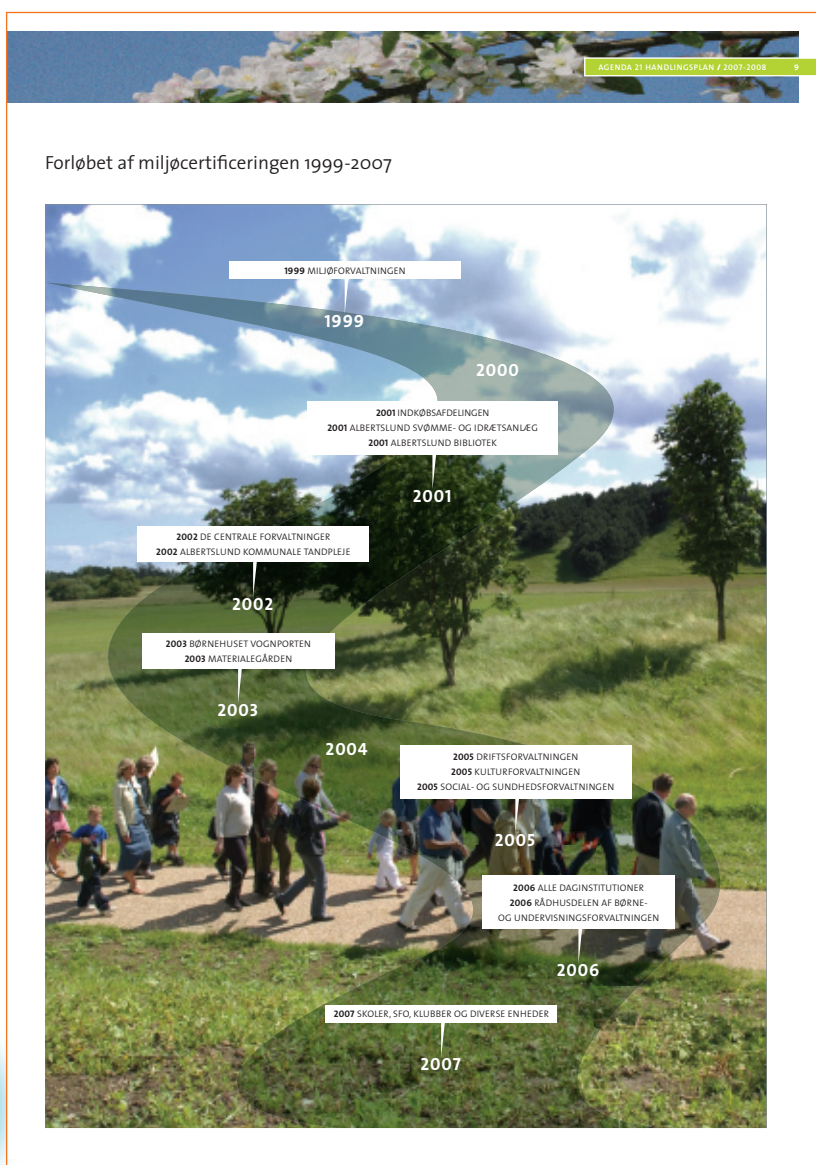 AGENDA 21 HANDLINGSPLAN / 2007-2008 9
Forløbet af miljøcertificeringen 1999-2007
1999 MILJØFORVALTNINGEN
1999
2000
2001 INDKØBSAFDELINGEN
2001 ALBERTSLUND SVØMME- OG IDRÆTSANLÆG
2001 ALBERTSLUND BIBLIOTEK
2001
2002 DE CENTRALE FORVALTNINGER
2002 ALBERTSLUND KOMMUNALE TANDPLEJE
2002
2003 BØRNEHUSET VOGNPORTEN
2003 MATERIALEGÅRDEN
2003
2004
2005 DRIFTSFORVALTNINGEN
2005 KULTURFORVALTNINGEN
2005 SOCIAL- OG SUNDHEDSFORVALTNINGEN
2005
2006 ALLE DAGINSTITUTIONER
2006 RÅDHUSDELEN AF BØRNE-
OG UNDERVISNINGSFORVALTNINGEN
2006
2007 SKOLER, SFO, KLUBBER OG DIVERSE ENHEDER
2007